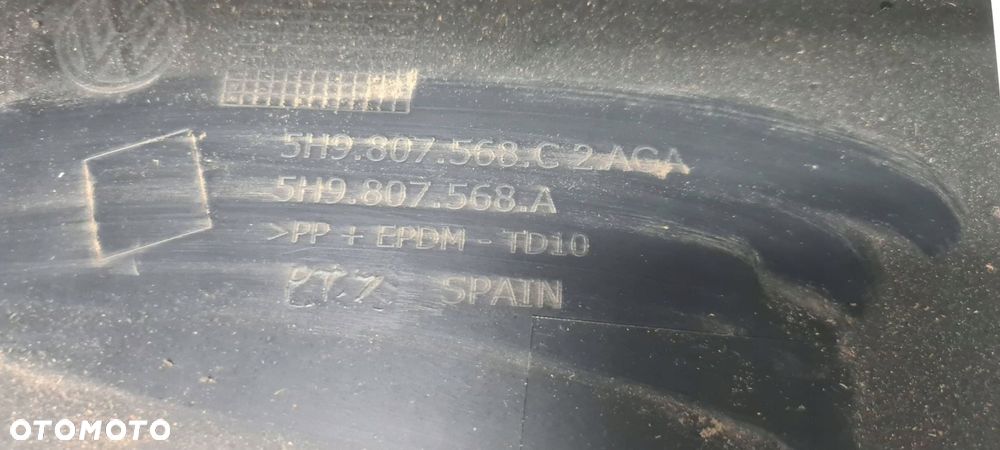 5H9.807.568.C 2.AGA
5H9.807.568.A
>PP + EPDM - TD10
SPAIN
OTOMOTO